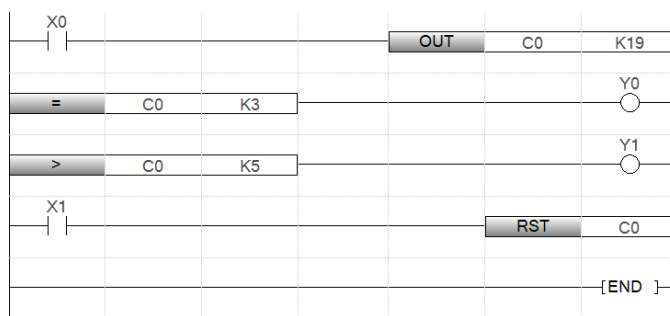 X0
OUT C0 K19
Y0
= C0 K3
Y1
> C0 K5
X1
RST C0
[END ]